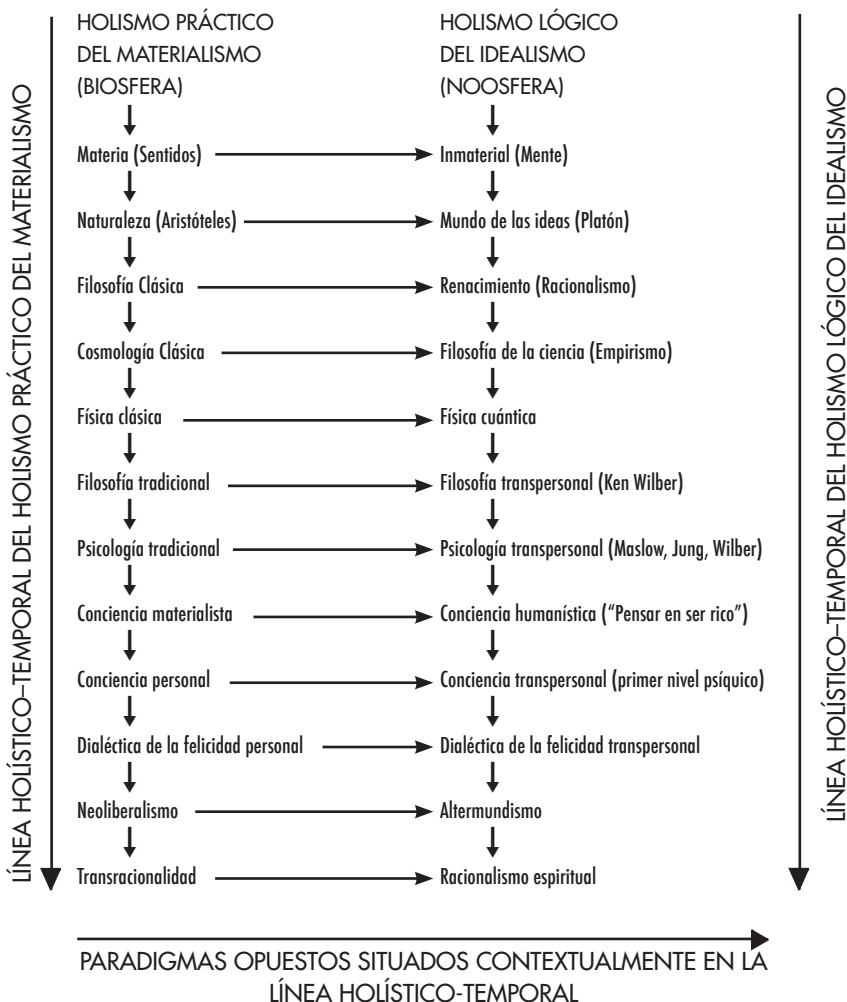 HOLISMO PRÁCTICO
DEL MATERIALISMO
(BIOSFERA)
HOLISMO LÓGICO
DEL IDEALISMO
(NOOSFERA)
LÍNEA HOLÍSTICO–TEMPORAL DEL HOLISMO PRÁCTICO DEL MATERIALISMO
Materia (Sentidos)
Inmaterial (Mente)
Naturaleza (Aristóteles)
Mundo de las ideas (Platón)
Filosofía Clásica
Renacimiento (Racionalismo)
Cosmología Clásica
Filosofía de la ciencia (Empirismo)
Física clásica
Física cuántica
Filosofía tradicional
Filosofía transpersonal (Ken Wilber)
Psicología tradicional
Psicología transpersonal (Maslow, Jung, Wilber)
Conciencia materialista
Conciencia humanística (“Pensar en ser rico”)
Conciencia personal
Conciencia transpersonal (primer nivel psíquico)
Dialéctica de la felicidad personal
Dialéctica de la felicidad transpersonal
Neoliberalismo
Altermundismo
Transracionalidad
Racionalismo espiritual
LÍNEA HOLÍSTICO–TEMPORAL DEL HOLISMO LÓGICO DEL IDEALISMO
PARADIGMAS OPUESTOS SITUADOS CONTEXTUALMENTE EN LA
LÍNEA HOLÍSTICO-TEMPORAL